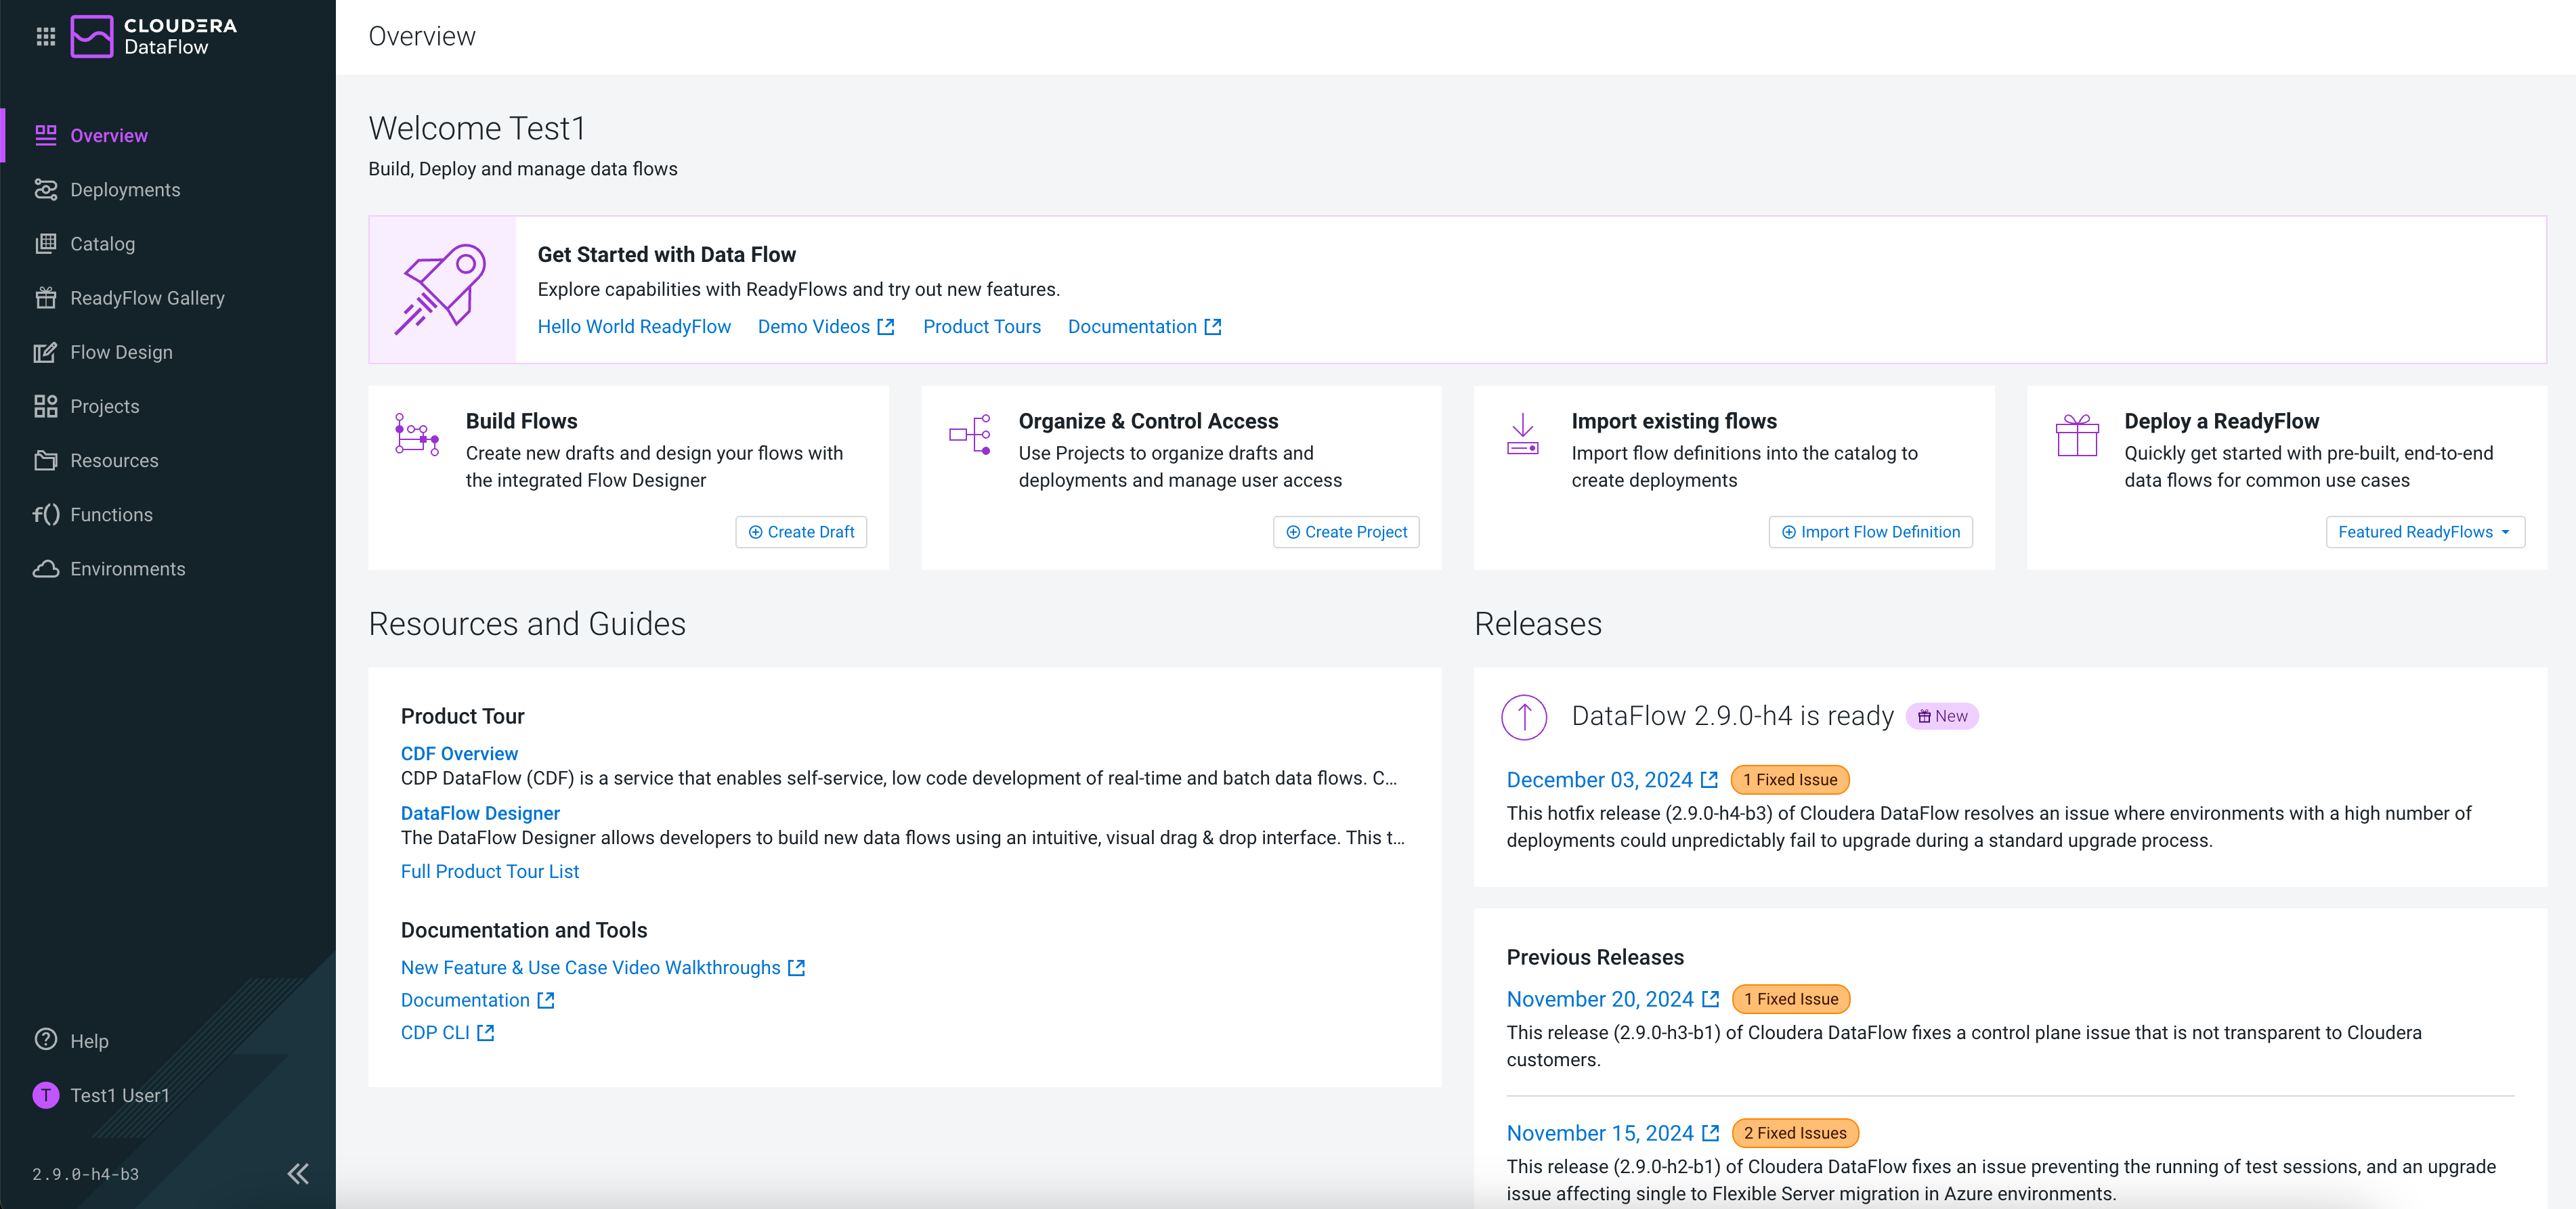 CLOUDERA
DataFlow
Overview
Deployments
Catalog
ReadyFlow Gallery
Flow Design
Projects
Resources
f() Functions
Environments
Help
T Test1 User1
2.9.0-h4-b3
Overview
Welcome Test1
Build, Deploy and manage data flows
Get Started with Data Flow
Explore capabilities with ReadyFlows and try out new features.
Hello World ReadyFlow Demo Videos Product Tours Documentation
Build Flows
Create new drafts and design your flows with
the integrated Flow Designer
Create Draft
Organize & Control Access
Use Projects to organize drafts and
deployments and manage user access
Create Project
Import existing flows
Import flow definitions into the catalog to
create deployments
Import Flow Definition
Deploy a ReadyFlow
Quickly get started with pre-built, end-to-end
data flows for common use cases
Featured ReadyFlows
Resources and Guides
Product Tour
CDF Overview
CDP DataFlow (CDF) is a service that enables self-service, low code development of real-time and batch data flows. C...
DataFlow Designer
The DataFlow Designer allows developers to build new data flows using an intuitive, visual drag & drop interface. This t...
Full Product Tour List
Documentation and Tools
New Feature & Use Case Video Walkthroughs
Documentation
CDP CLI
Releases
DataFlow 2.9.0-h4 is ready New
December 03, 2024 1 Fixed Issue
This hotfix release (2.9.0-h4-b3) of Cloudera DataFlow resolves an issue where environments with a high number of
deployments could unpredictably fail to upgrade during a standard upgrade process.
Previous Releases
November 20, 2024 1 Fixed Issue
This release (2.9.0-h3-b1) of Cloudera DataFlow fixes a control plane issue that is not transparent to Cloudera
customers.
November 15, 2024 2 Fixed Issues
This release (2.9.0-h2-b1) of Cloudera DataFlow fixes an issue preventing the running of test sessions, and an upgrade
issue affecting single to Flexible Server migration in Azure environments.